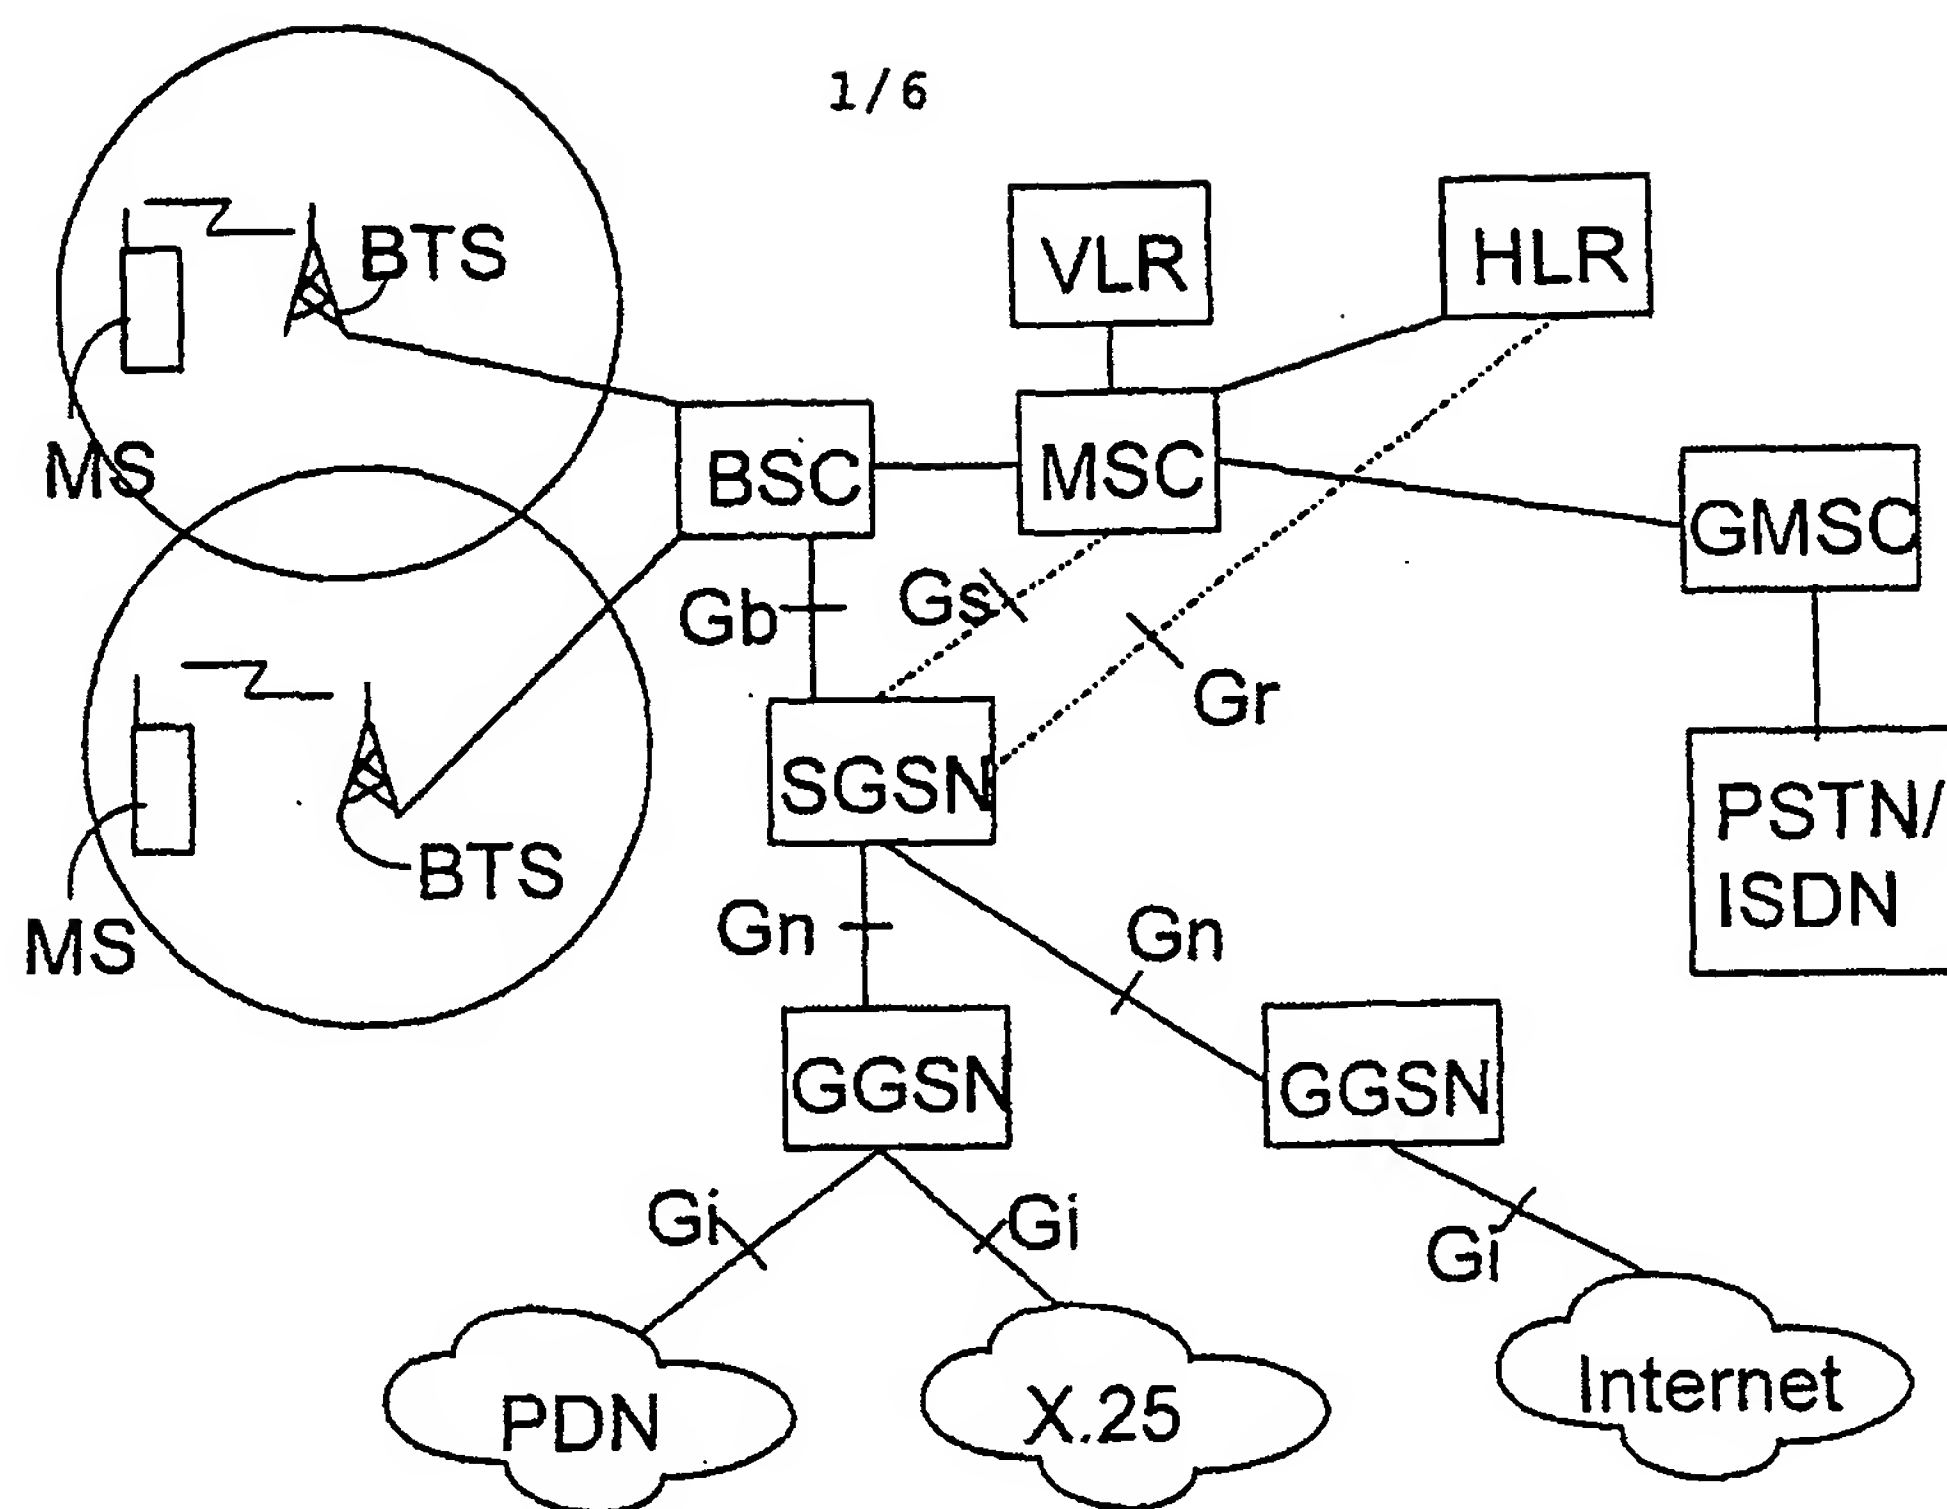 1/6
BTS
VLR
HLR
MS
BSC
MSC
GMSC
Gb
Gs
Gr
SGSN
PSTN/
ISDN
BTS
MS
Gn
Gn
GGSN
GGSN
Gi
Gi
Gi
PDN
X.25
Internet